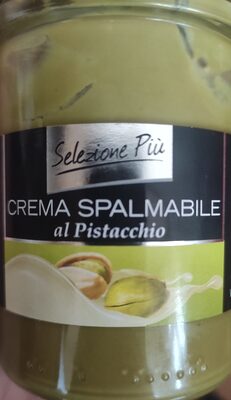 Selezione Più
CREMA SPALMABILE
al Pistacchio